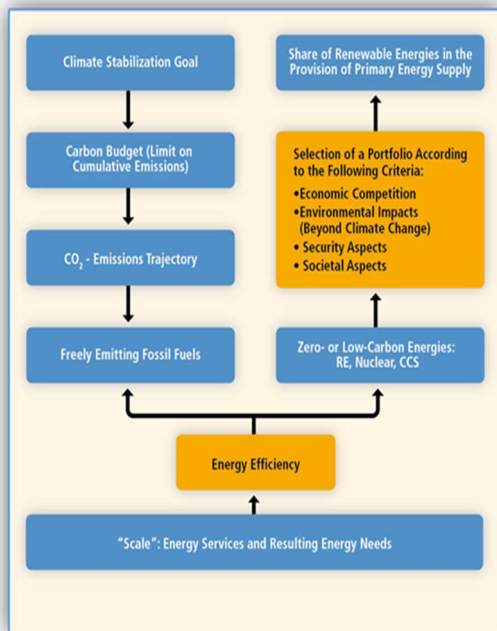 Climate Stabilization Goal
Carbon Budget (Limit on
Cumulative Emissions)
CO₂ - Emissions Trajectory
Freely Emitting Fossil Fuels
Share of Renewable Energies in the
Provision of Primary Energy Supply
Selection of a Portfolio According
to the Following Criteria:
•Economic Competition
•Environmental Impacts
(Beyond Climate Change)
• Security Aspects
• Societal Aspects
Zero- or Low-Carbon Energies:
RE, Nuclear, CCS
Energy Efficiency
“Scale”: Energy Services and Resulting Energy Needs